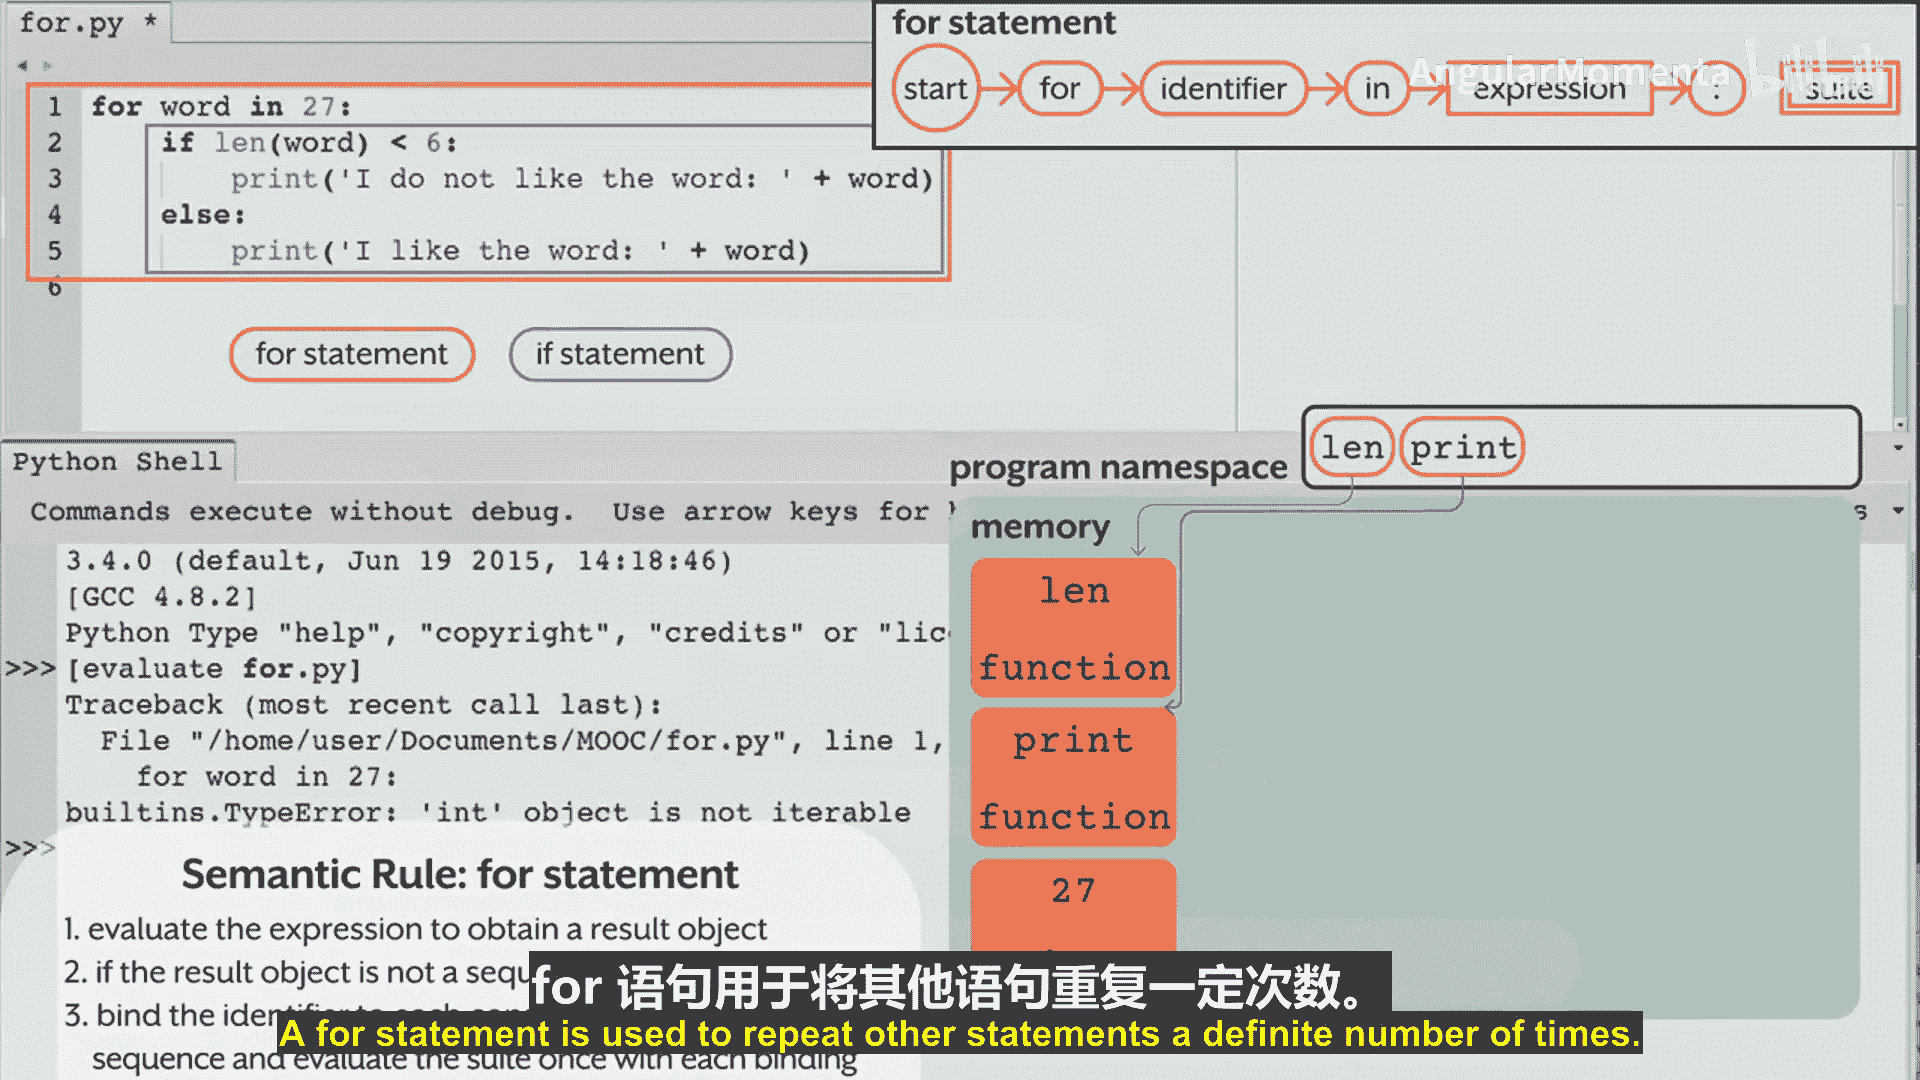 for.py *
for statement
start for identifier in expression : suite
AngularMomenta bilibili
1 for word in 27:
2 if len(word) < 6:
3 print('I do not like the word: ' + word)
4 else:
5 print('I like the word: ' + word)
6
for statement if statement
Python Shell
program namespace len print
Commands execute without debug. Use arrow keys for
s
memory
len
function
print
function
27
3.4.0 (default, Jun 19 2015, 14:18:46)
[GCC 4.8.2]
Python Type "help", "copyright", "credits" or "lic
>>> [evaluate for.py]
Traceback (most recent call last):
File "/home/user/Documents/MOOC/for.py", line 1,
for word in 27:
builtins.TypeError: 'int' object is not iterable
>>>
Semantic Rule: for statement
1. evaluate the expression to obtain a result object
2. if the result object is not a sequ
3. bind the iden
sequence and evaluate the suite once with each binding
for 语句用于将其他语句重复一定次数。
A for statement is used to repeat other statements a definite number of times.